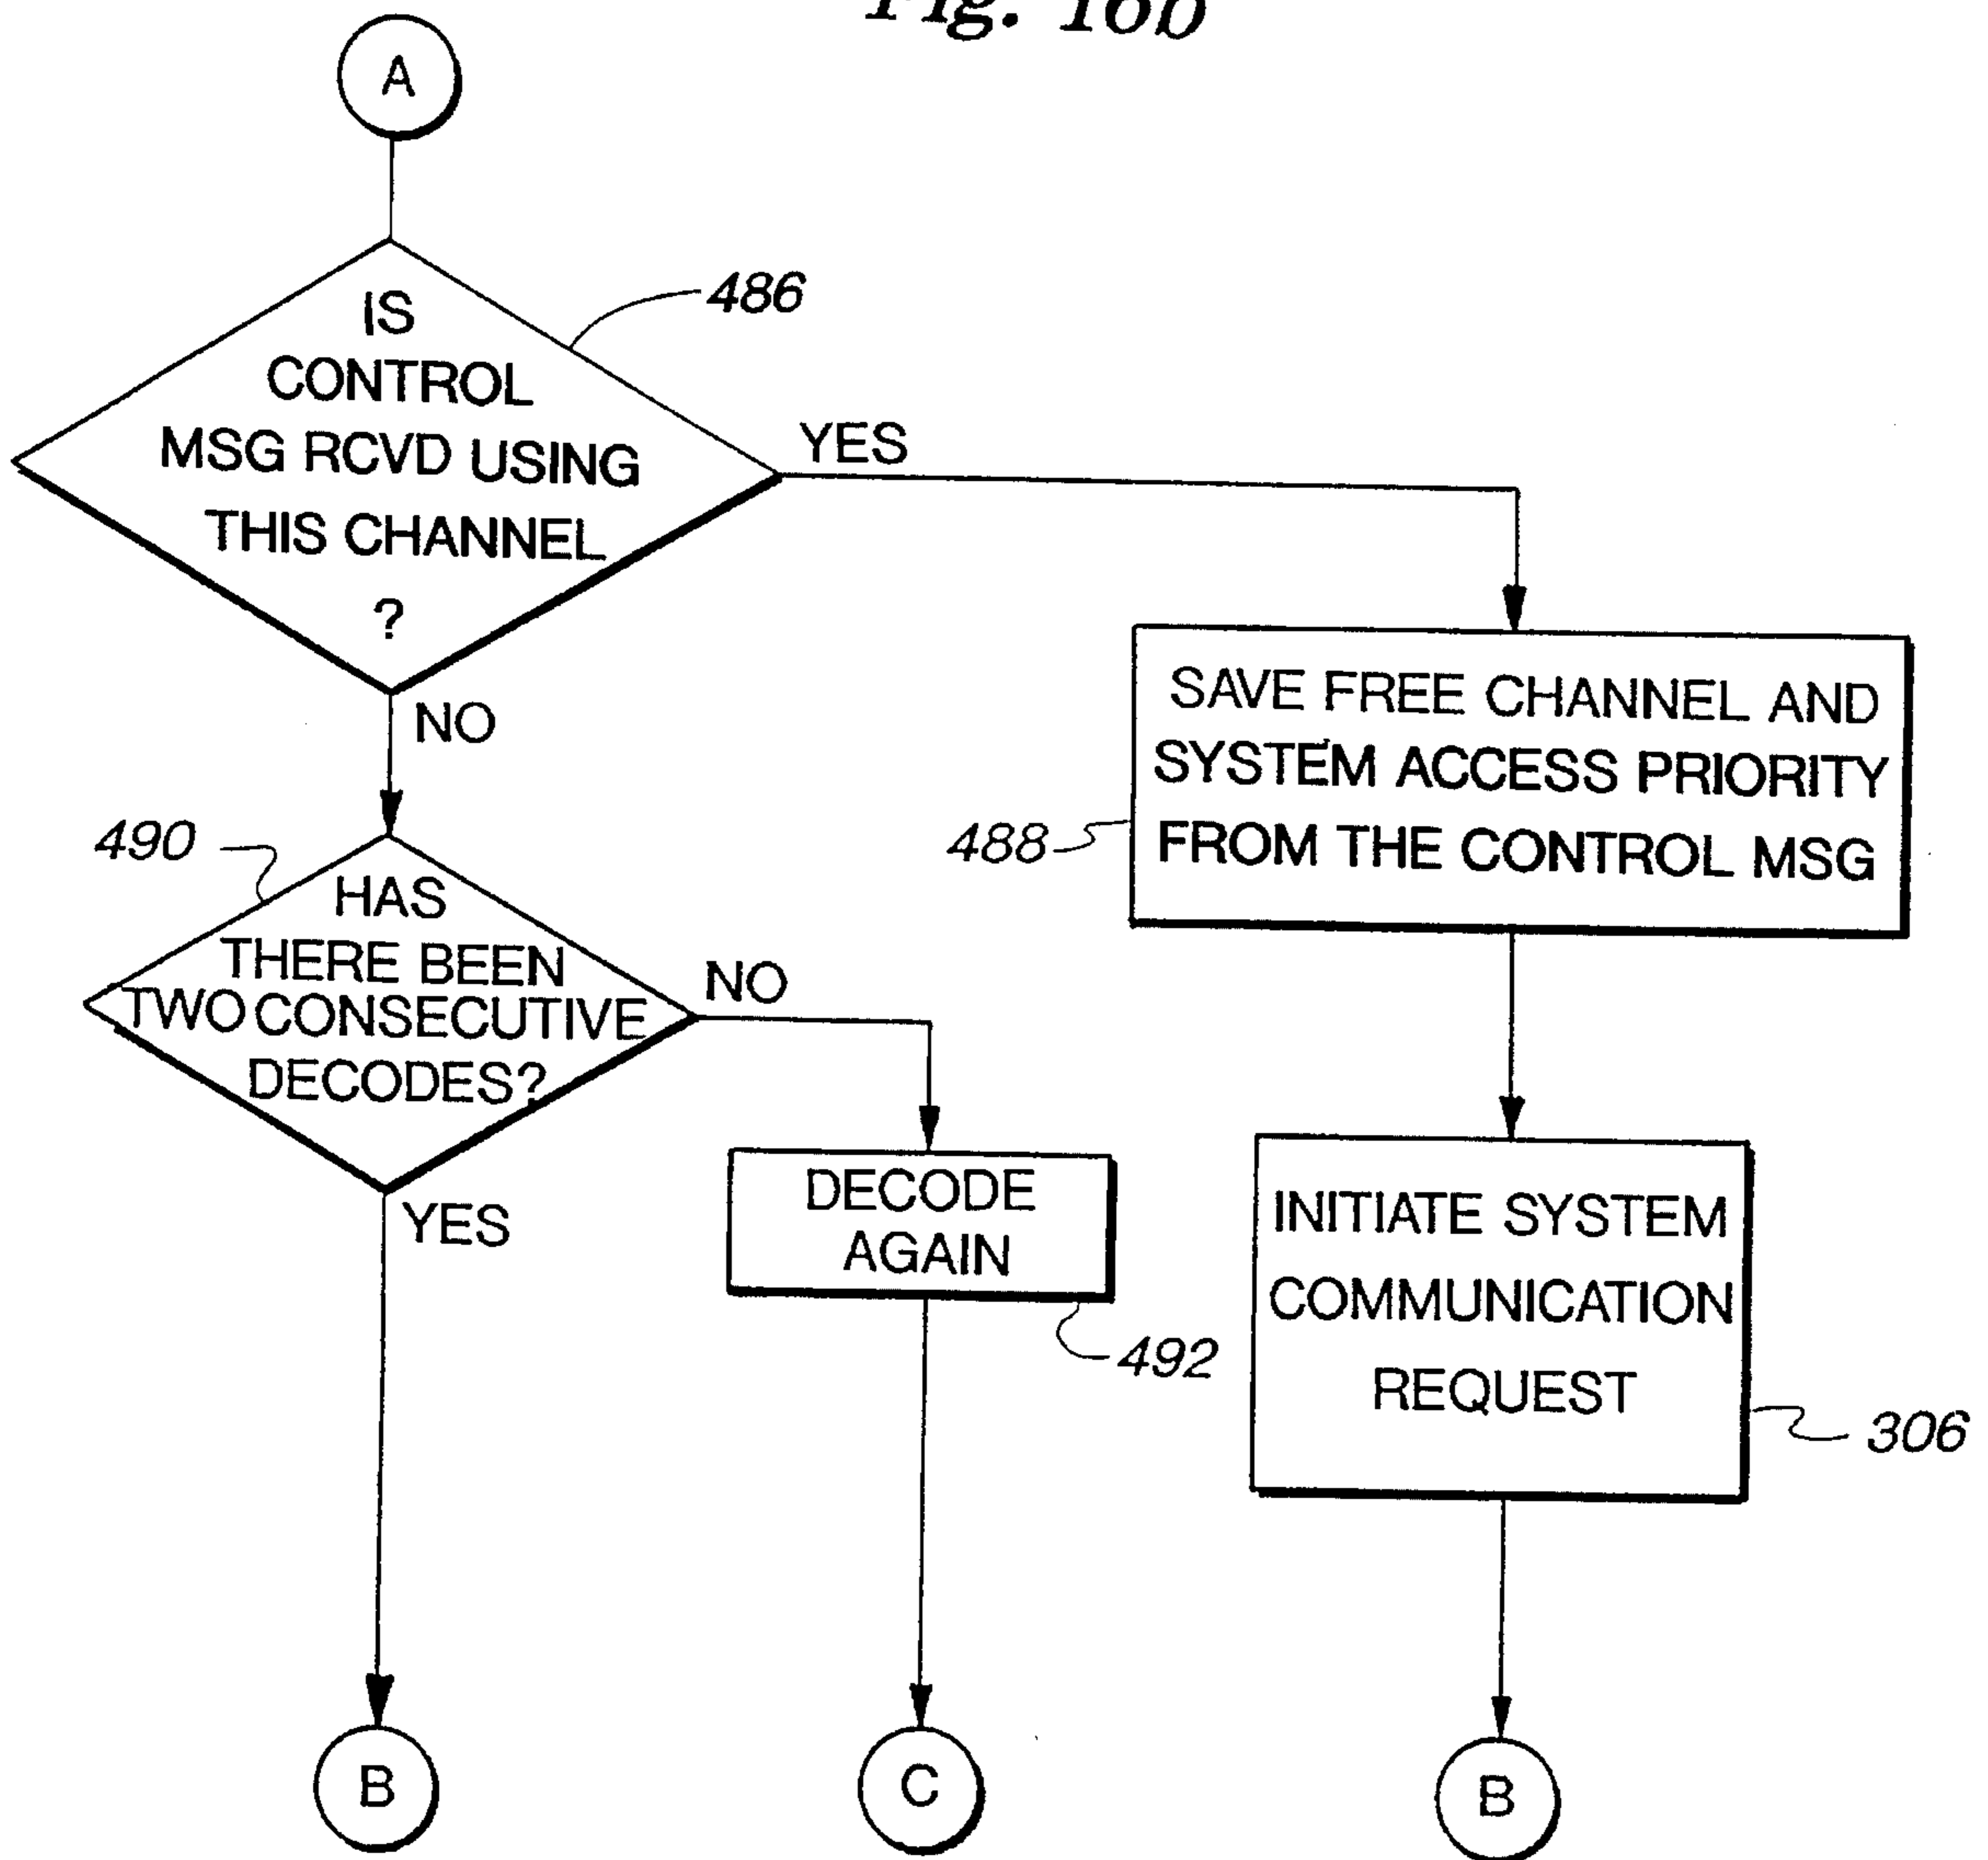 Fig. 16b
A
IS
CONTROL
MSG RCVD USING
THIS CHANNEL
?
486
YES
NO
SAVE FREE CHANNEL AND
SYSTEM ACCESS PRIORITY
FROM THE CONTROL MSG
488
490
HAS
THERE BEEN
TWO CONSECUTIVE
DECODES?
NO
YES
DECODE
AGAIN
492
INITIATE SYSTEM
COMMUNICATION
REQUEST
306
B
C
B